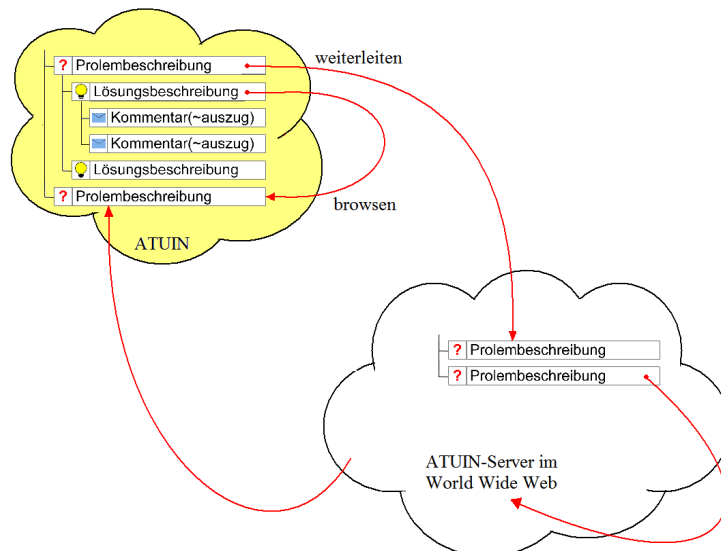 weiterleiten
? Prolembeschreibung
Lösungsbeschreibung
Kommentar(~auszug)
Kommentar(~auszug)
Lösungsbeschreibung
? Prolembeschreibung
browsen
ATUIN
? Prolembeschreibung
? Prolembeschreibung
ATUIN-Server im
World Wide Web